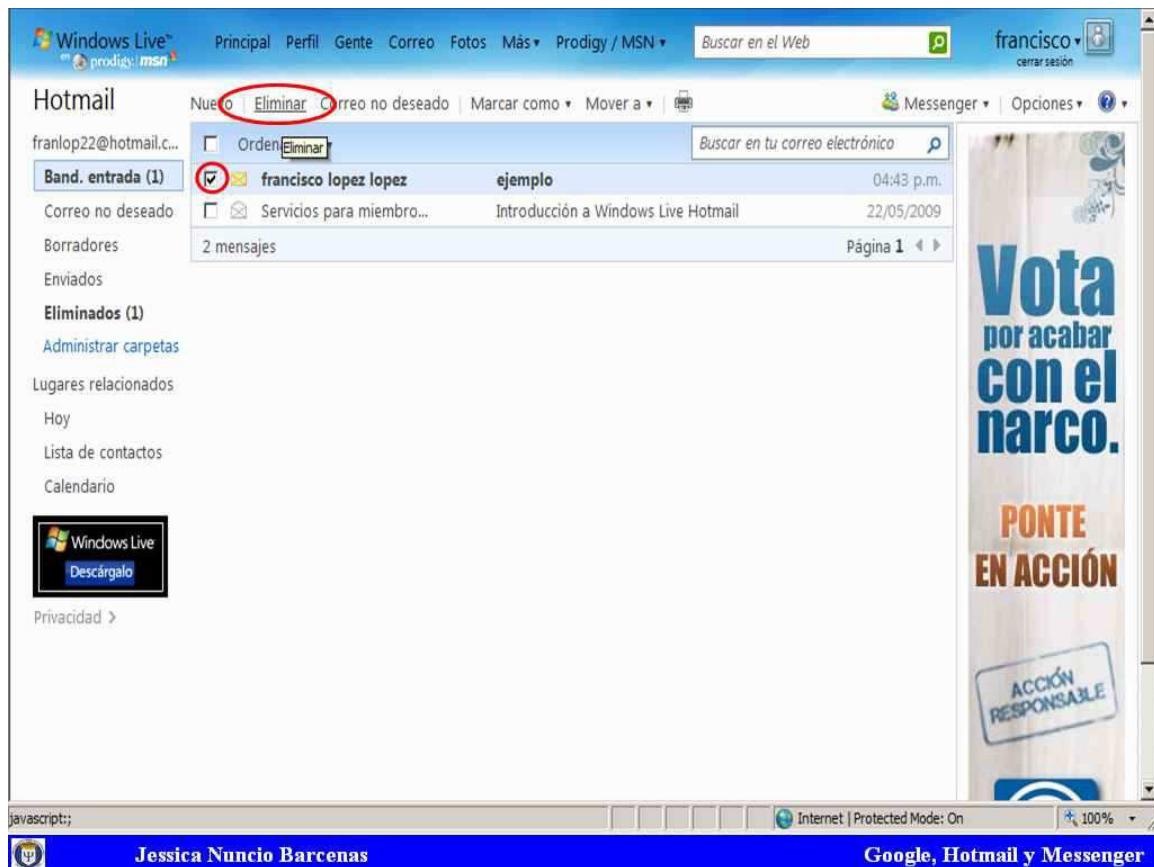 Windows Live™ Principal Perfil Gente Correo Fotos Más Prodigy / MSN Buscar en el Web francisco
en prodigy/msn cerrar sesión
Hotmail Nuevo Eliminar Correo no deseado Marcar como Mover a Messenger Opciones
franlop22@hotmail.c... Orden Buscar en tu correo electrónico
Eliminar
Band. entrada (1) francisco lopez lopez ejemplo 04:43 p.m.
Correo no deseado Servicios para miembro... Introducción a Windows Live Hotmail 22/05/2009
Borradores 2 mensajes Página 1
Enviados
Eliminados (1)
Administrar carpetas
Lugares relacionados
Hoy
Lista de contactos
Calendario
Windows Live
Descárgalo
Privacidad >
Vota
por acabar
con el
narco.
PONTE
EN ACCIÓN
ACCIÓN
RESPONSABLE
javascript:; Internet | Protected Mode: On 100%
Jessica Nuncio Barcenas Google, Hotmail y Messenger